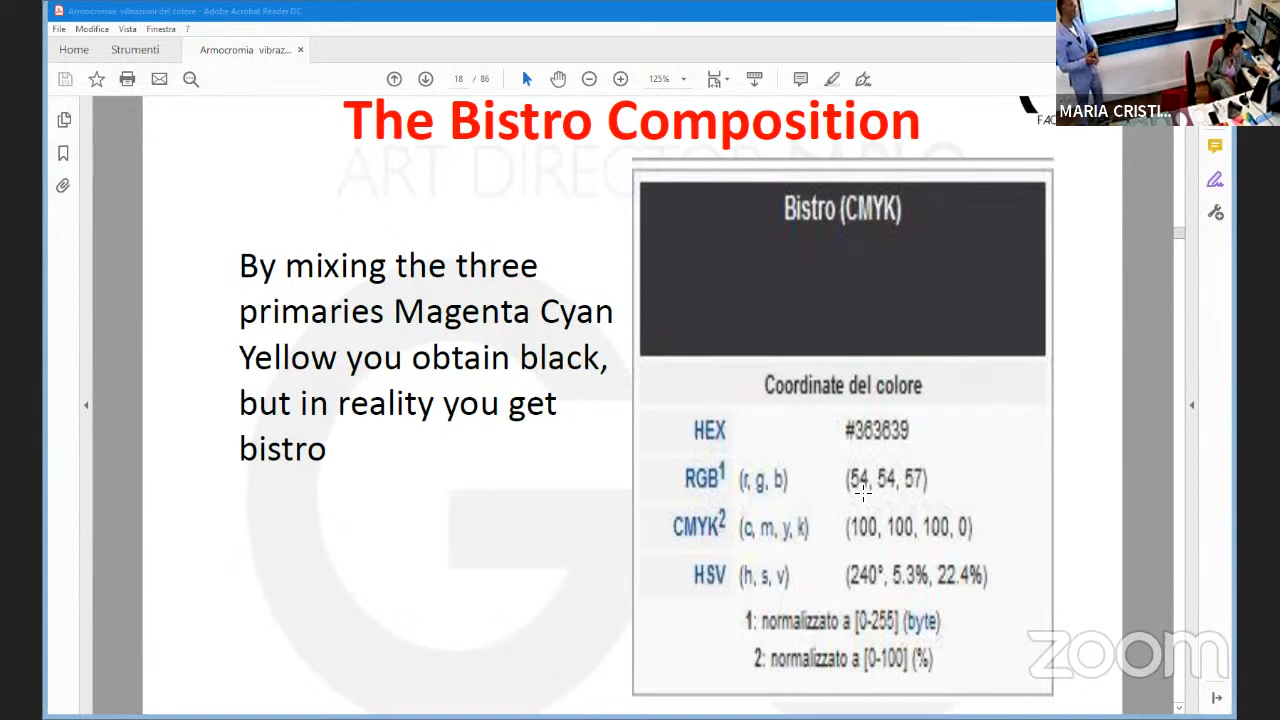 Armocromia vibrazioni del colore - Adobe Acrobat Reader DC
File Modifica Vista Finestra ?
Home Strumenti Armocromia vibraz... ×
18 / 86 125%
MARIA CRISTI...
The Bistro Composition
ART DIRECTOR
Bistro (CMYK)
By mixing the three
primaries Magenta Cyan
Yellow you obtain black,
but in reality you get
bistro
Coordinate del colore
HEX #363639
RGB1 (r, g, b) (54, 54, 57)
CMYK2 (c, m, y, k) (100, 100, 100, 0)
HSV (h, s, v) (240°, 5.3%, 22.4%)
1: normalizzato a [0-255] (byte)
2: normalizzato a [0-100] (%)
zoom